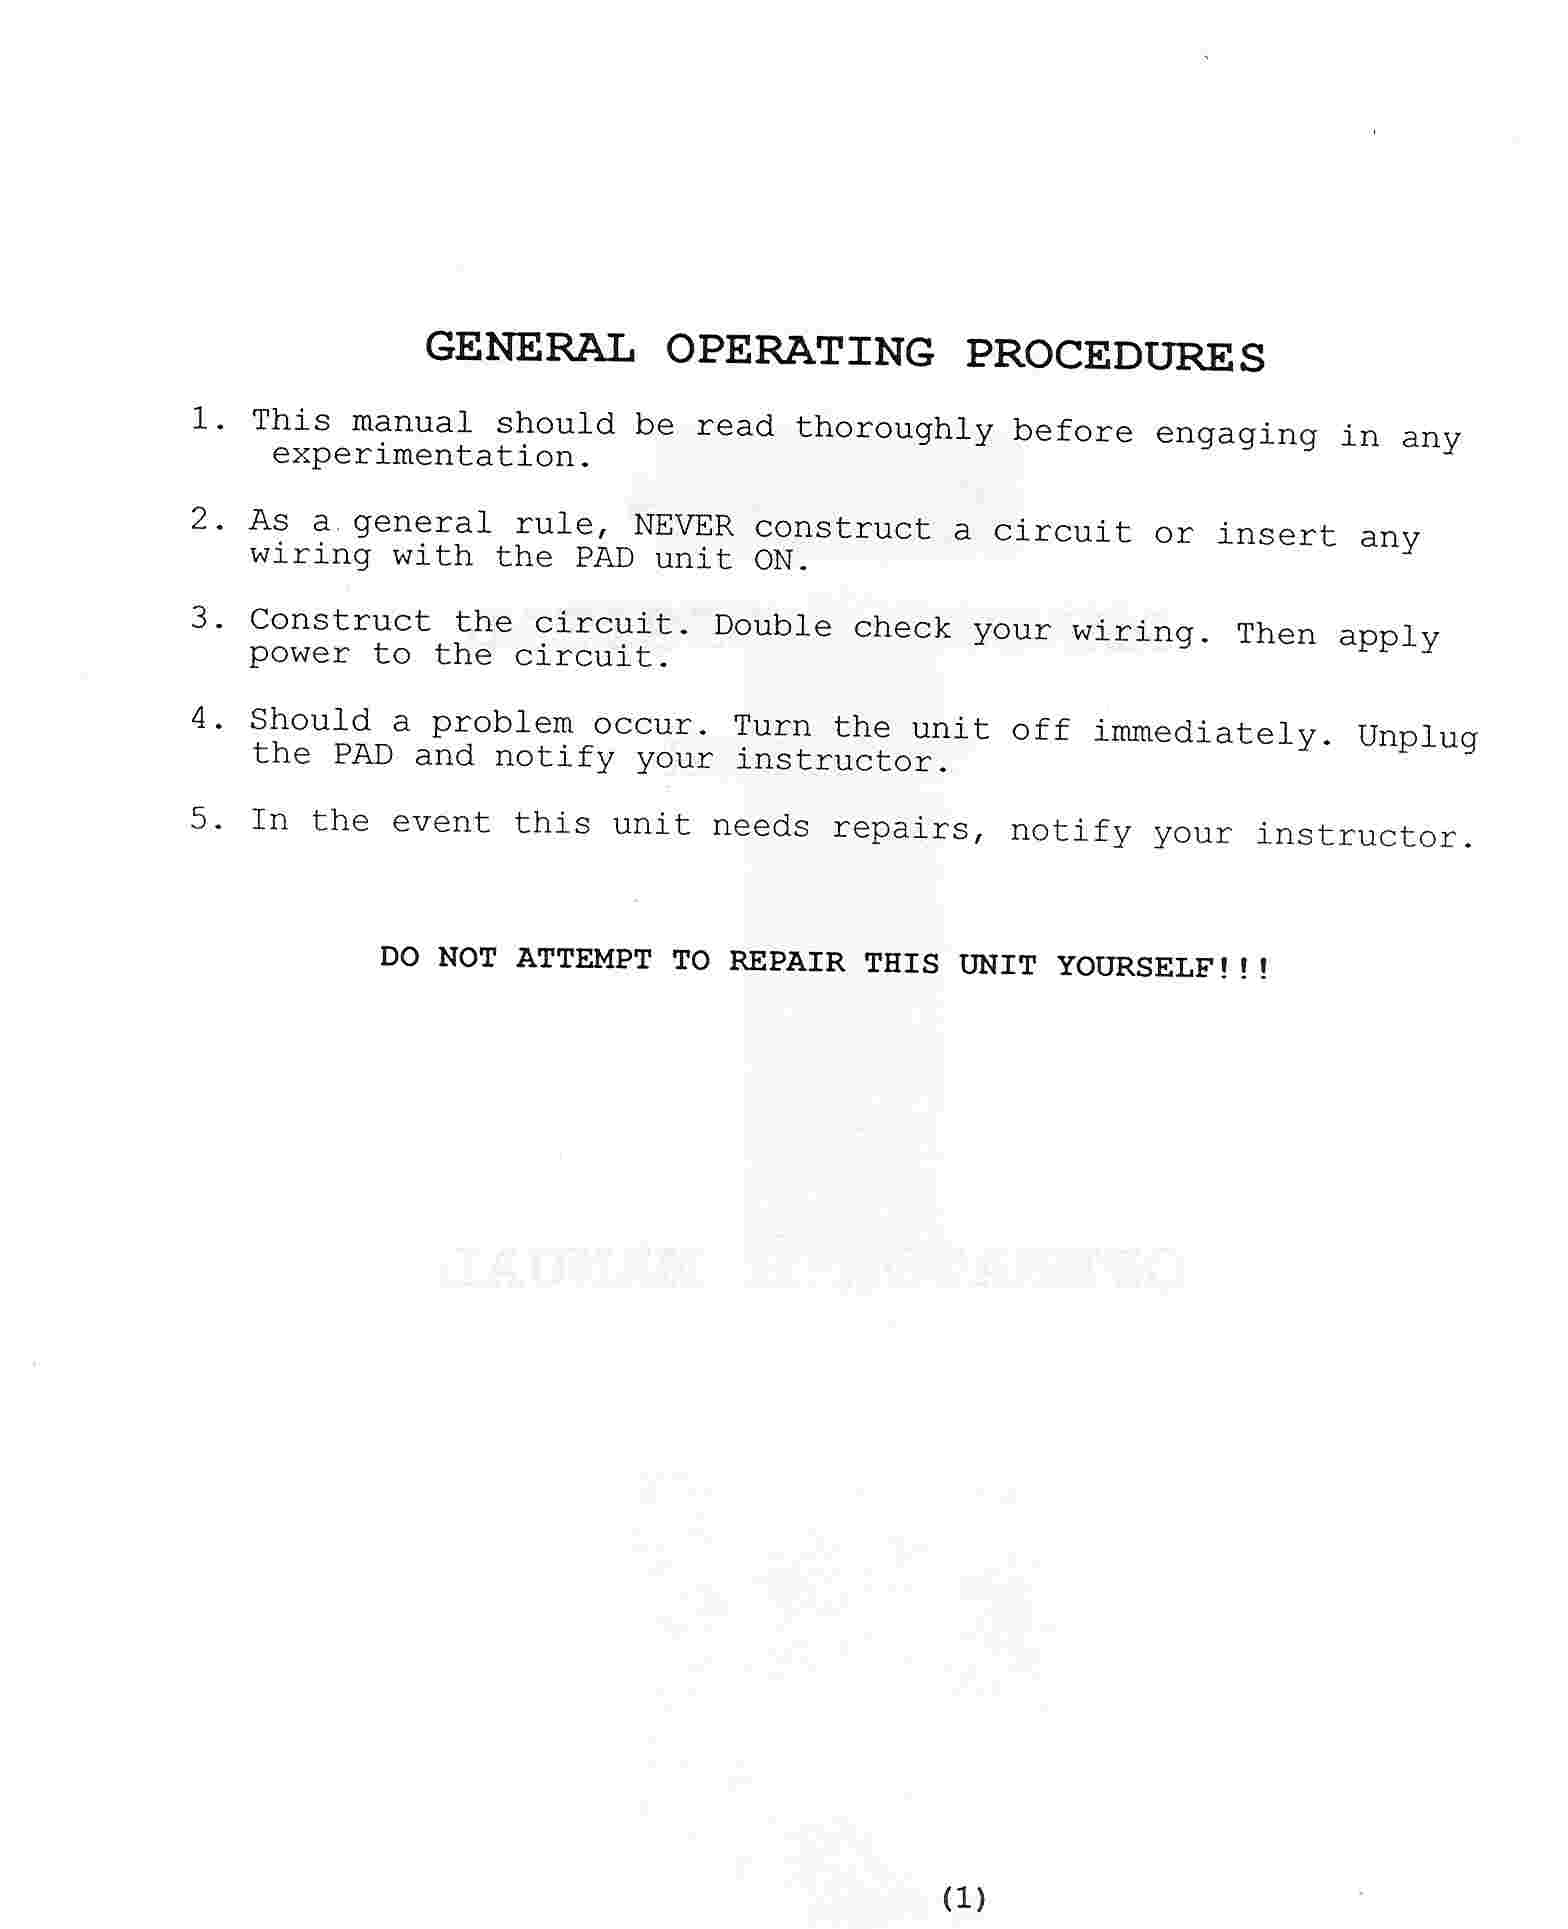 GENERAL OPERATING PROCEDURES
1. This manual should be read thoroughly before engaging in any
experimentation.
2. As a general rule, NEVER construct a circuit or insert any
wiring with the PAD unit ON.
3. Construct the circuit. Double check your wiring. Then apply
power to the circuit.
4. Should a problem occur. Turn the unit off immediately. Unplug
the PAD and notify your instructor.
5. In the event this unit needs repairs, notify your instructor.
DO NOT ATTEMPT TO REPAIR THIS UNIT YOURSELF!!!
(1)